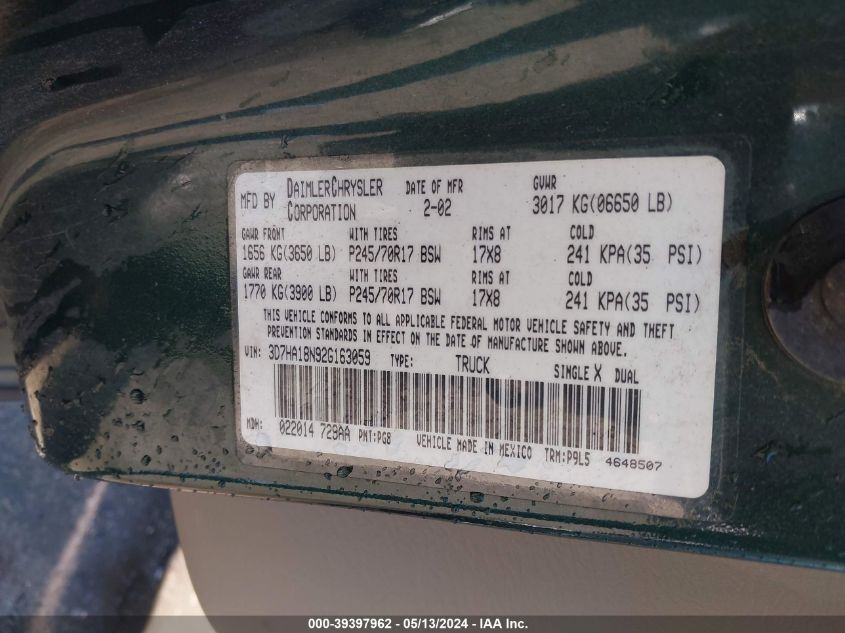 MFD BY DAIMLERCHRYSLER CORPORATION DATE OF MFR 2-02 GVWR 3017 KG(06650 LB)
GAWR FRONT WITH TIRES RIMS AT COLD
1656 KG(3650 LB) P245/70R17 BSW 17X8 241 KPA(35 PSI)
GAWR REAR WITH TIRES RIMS AT COLD
1770 KG(3900 LB) P245/70R17 BSW 17X8 241 KPA(35 PSI)
THIS VEHICLE CONFORMS TO ALL APPLICABLE FEDERAL MOTOR VEHICLE SAFETY AND THEFT
PREVENTION STANDARDS IN EFFECT ON THE DATE OF MANUFACTURE SHOWN ABOVE.
VIN: 3D7HA18N92G163059 TYPE: TRUCK SINGLE X DUAL
MDH: 022014 729AA PNT:PG8 VEHICLE MADE IN MEXICO TRM:P9L5 4648507
000-39397962 — 05/13/2024 — IAA Inc.